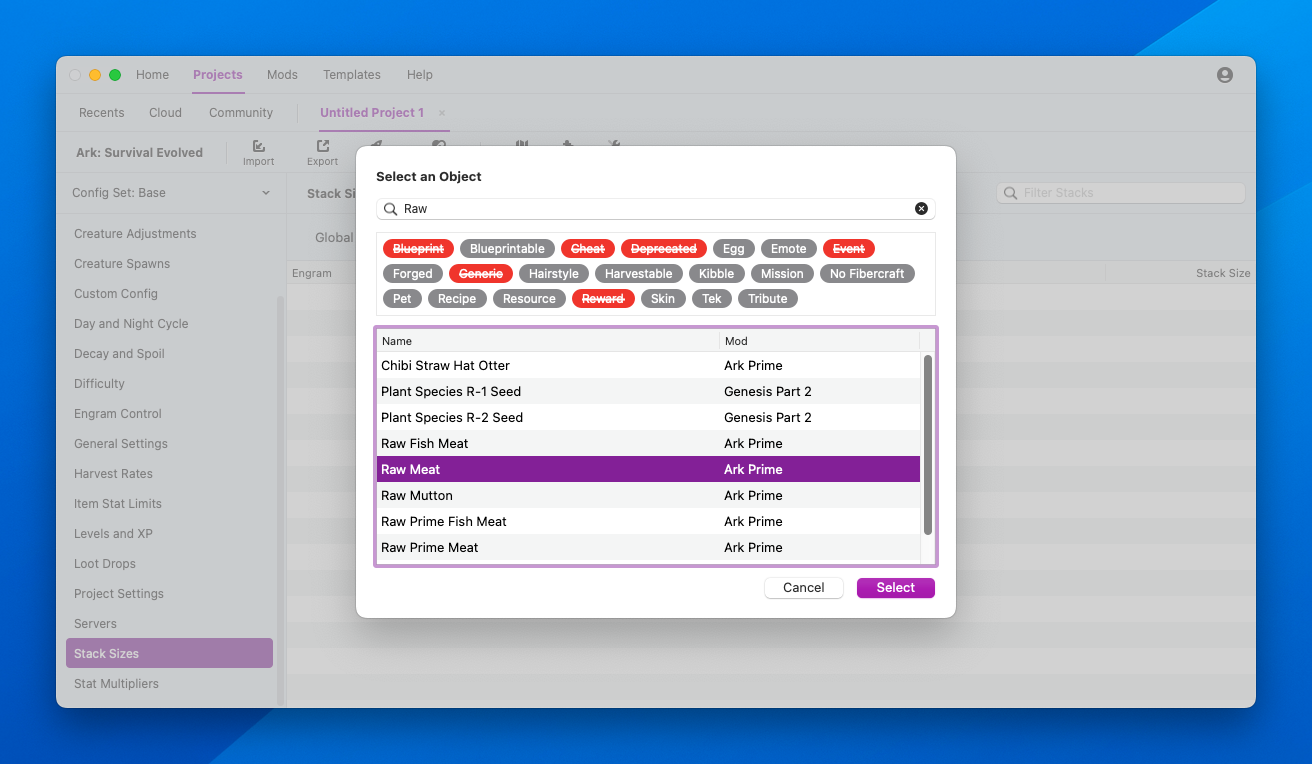 Home Projects Mods Templates Help
Recents Cloud Community Untitled Project 1 ×
Ark: Survival Evolved Import Export
Config Set: Base
Stack Si
Filter Stacks
Creature Adjustments
Creature Spawns
Custom Config
Day and Night Cycle
Decay and Spoil
Difficulty
Engram Control
General Settings
Harvest Rates
Item Stat Limits
Levels and XP
Loot Drops
Project Settings
Servers
Stack Sizes
Stat Multipliers
Global
Engram Stack Size
Select an Object
Raw
Blueprint Blueprintable Cheat Deprecated Egg Emote Event
Forged Generic Hairstyle Harvestable Kibble Mission No Fibercraft
Pet Recipe Resource Reward Skin Tek Tribute
Name Mod
Chibi Straw Hat Otter Ark Prime
Plant Species R-1 Seed Genesis Part 2
Plant Species R-2 Seed Genesis Part 2
Raw Fish Meat Ark Prime
Raw Meat Ark Prime
Raw Mutton Ark Prime
Raw Prime Fish Meat Ark Prime
Raw Prime Meat Ark Prime
Cancel Select